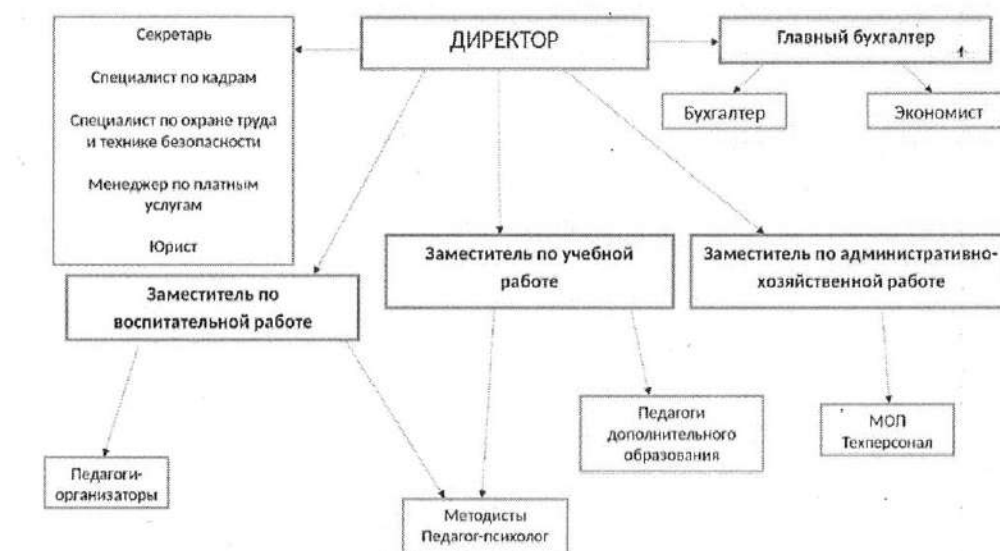 Секретарь
Специалист по кадрам
Специалист по охране труда
и технике безопасности
Менеджер по платным
услугам
Юрист
ДИРЕКТОР
Главный бухгалтер
Бухгалтер
Экономист
Заместитель по
воспитательной работе
Заместитель по учебной
работе
Заместитель по административно-
хозяйственной работе
Педагоги-
организаторы
Методисты
Педагог-психолог
Педагоги
дополнительного
образования
МОП
Техперсонал